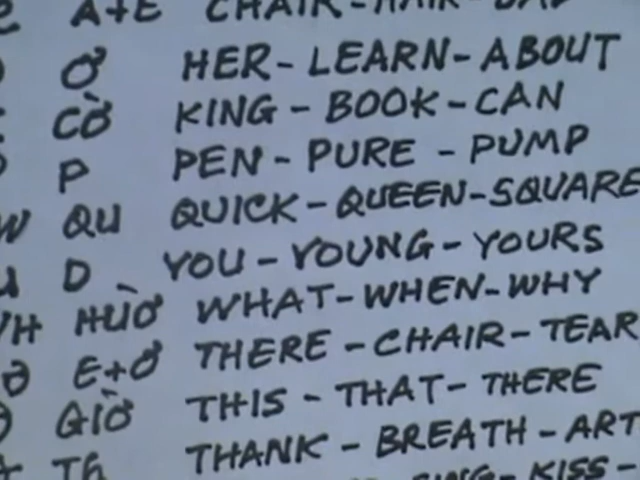 A+E CHAIR-HAIR-
Ơ HER-LEARN-ABOUT
CỜ KING-BOOK-CAN
P PEN-PURE-PUMP
W QU QUICK-QUEEN-SQUARE
D YOU-YOUNG-YOURS
H HUờ WHAT-WHEN-WHY
E+Ơ THERE-CHAIR-TEAR
GIỜ THIS-THAT-THERE
Th THANK-BREATH-ART
KISS-